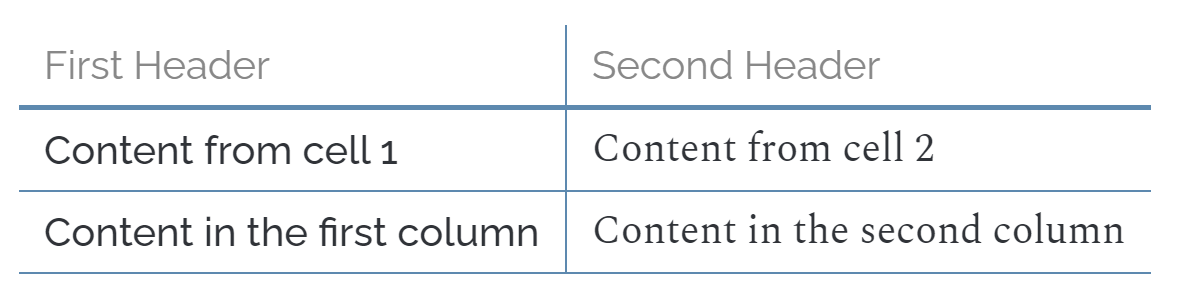 First Header Second Header
Content from cell 1 Content from cell 2
Content in the first column Content in the second column